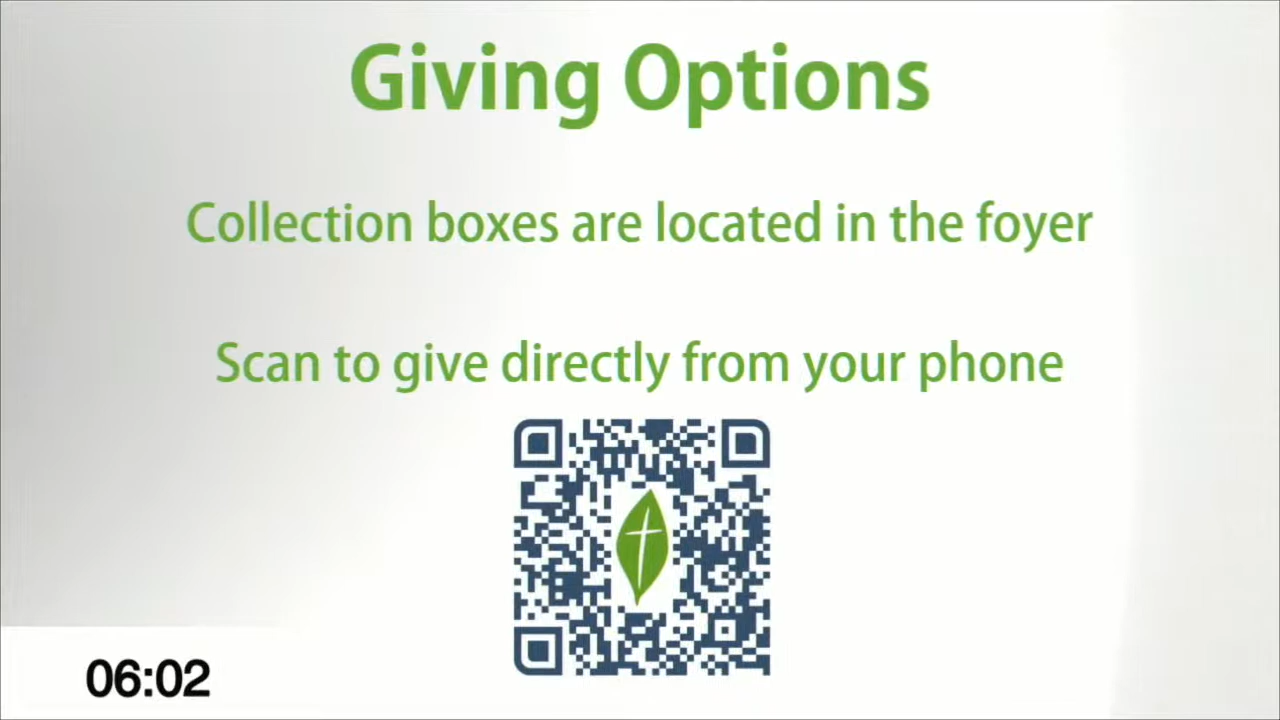 Giving Options
Collection boxes are located in the foyer
Scan to give directly from your phone
06:02